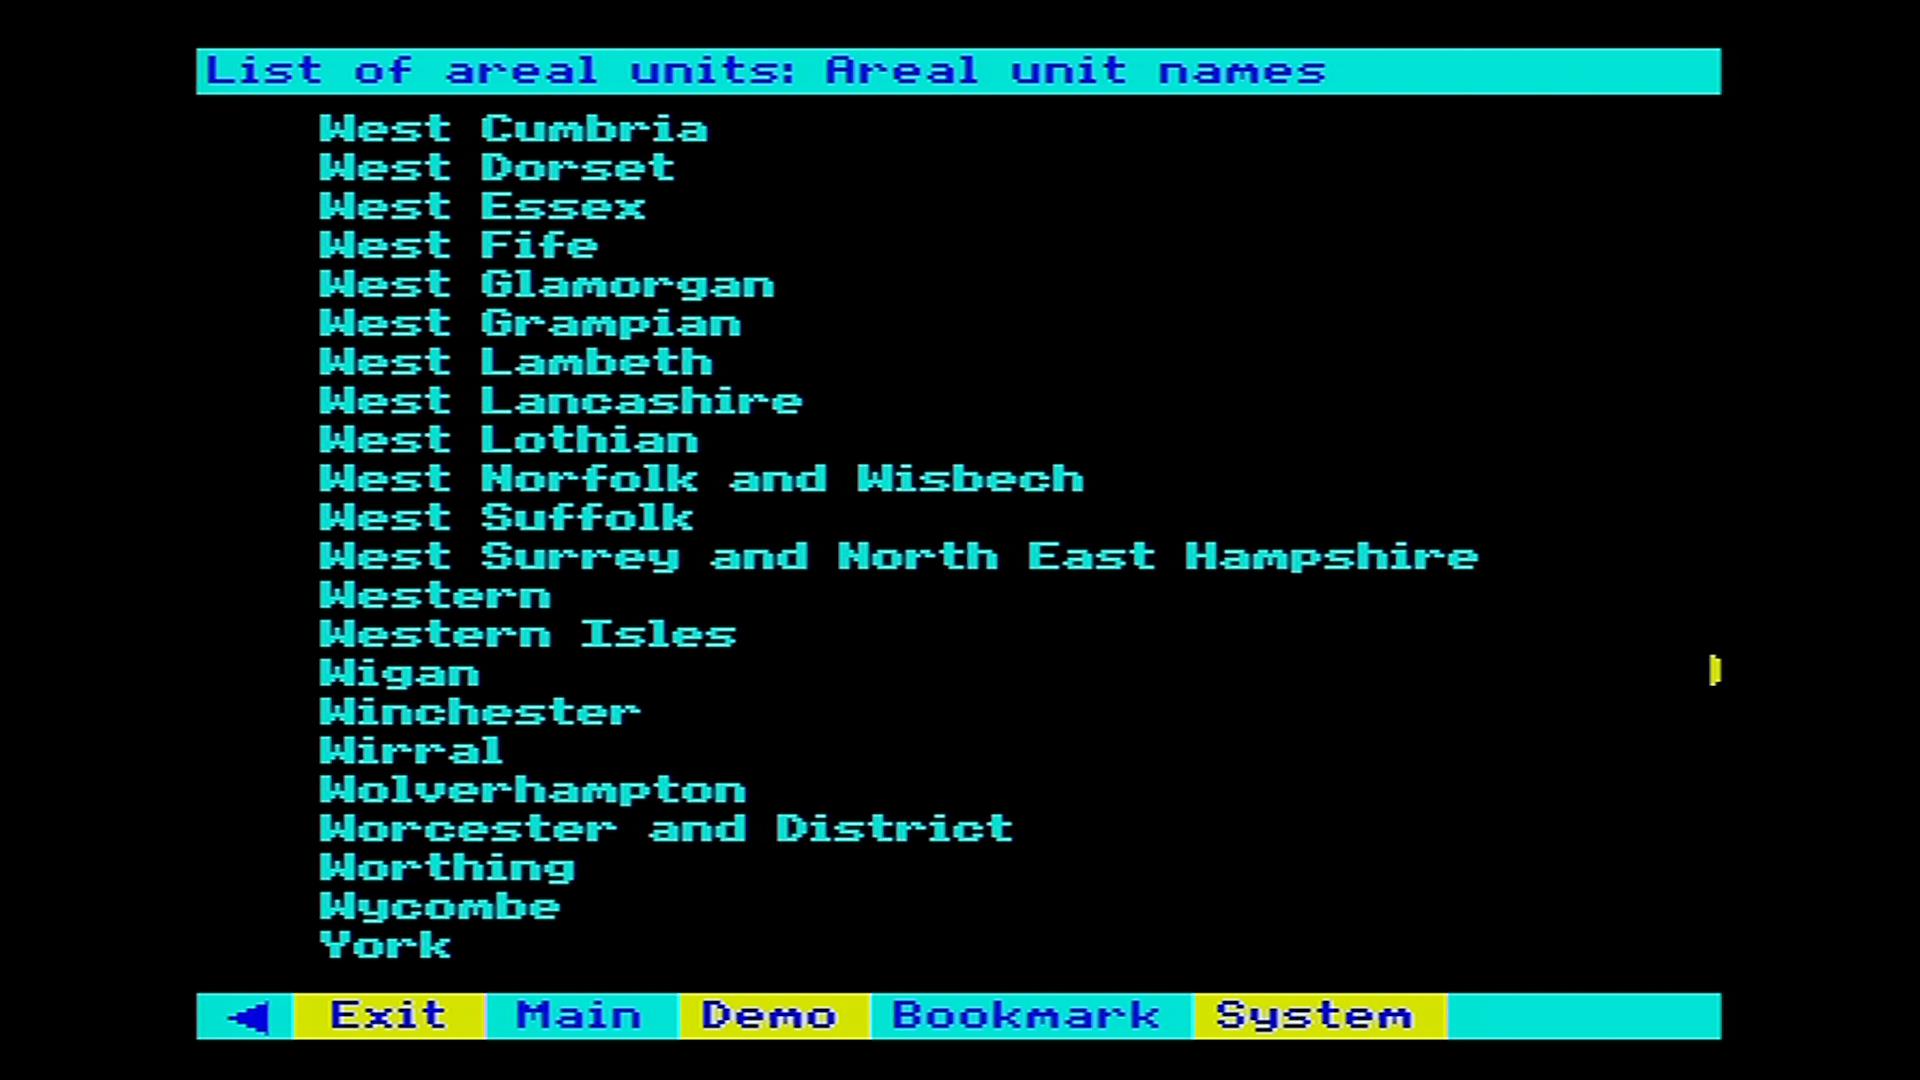 List of areal units: Areal unit names
West Cumbria
West Dorset
West Essex
West Fife
West Glamorgan
West Grampian
West Lambeth
West Lancashire
West Lothian
West Norfolk and Wisbech
West Suffolk
West Surrey and North East Hampshire
Western
Western Isles
Wigan
Winchester
Wirral
Wolverhampton
Worcester and District
Worthing
Wycombe
York
Exit Main Demo Bookmark System